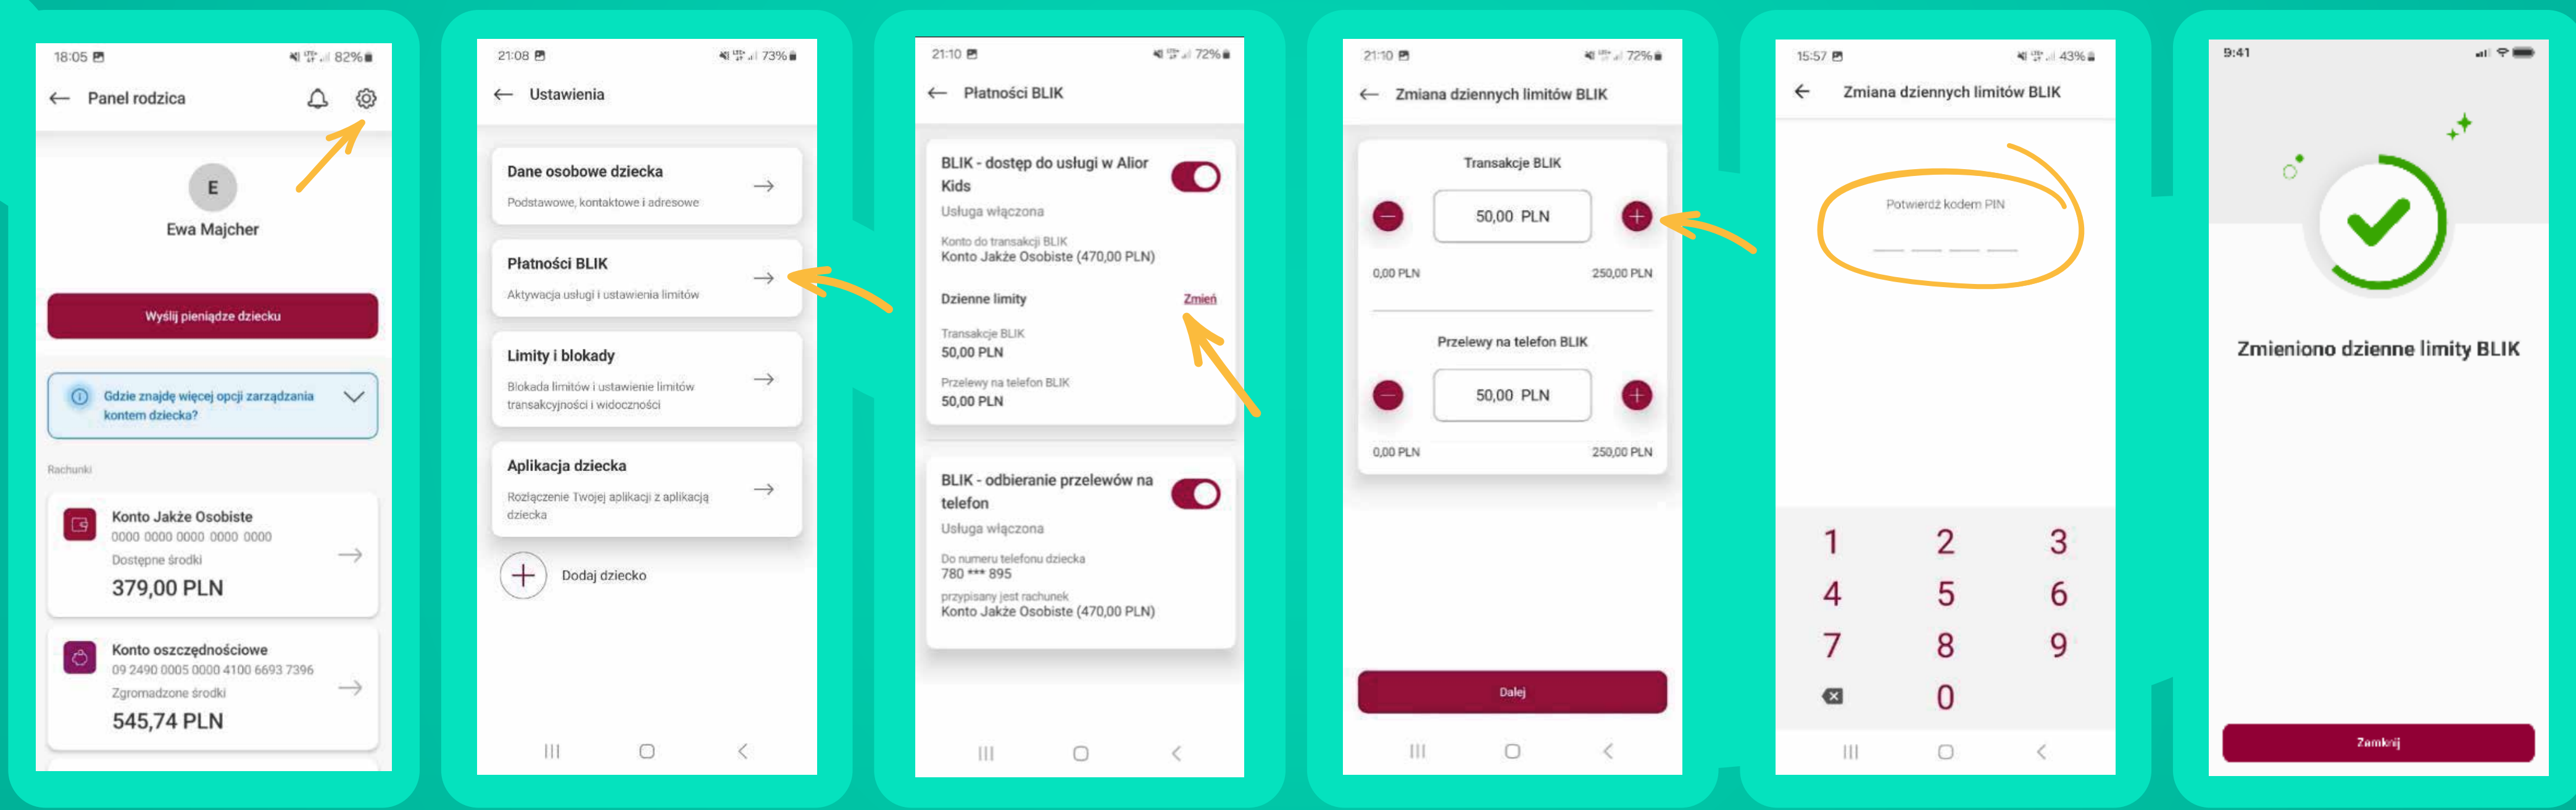 18:05
82%
Panel rodzica
E
Ewa Majcher
Wyślij pieniądze dziecku
Gdzie znajdę więcej opcji zarządzania
kontem dziecka?
Rachunki
Konto Jakże Osobiste
0000 0000 0000 0000 0000
Dostępne środki
379,00 PLN
Konto oszczędnościowe
09 2490 0005 0000 4100 6693 7396
Zgromadzone środki
545,74 PLN
21:08
73%
Ustawienia
Dane osobowe dziecka
Podstawowe, kontaktowe i adresowe
Płatności BLIK
Aktywacja usługi i ustawienia limitów
Limity i blokady
Blokada limitów i ustawienie limitów
transakcyjności i widoczności
Aplikacja dziecka
Rozłączenie Twojej aplikacji z aplikacją
dziecka
Dodaj dziecko
21:10
72%
Płatności BLIK
BLIK - dostęp do usługi w Alior
Kids
Usługa włączona
Konto do transakcji BLIK
Konto Jakże Osobiste (470,00 PLN)
Dzienne limity Zmień
Transakcje BLIK
50,00 PLN
Przelewy na telefon BLIK
50,00 PLN
BLIK - odbieranie przelewów na
telefon
Usługa włączona
Do numeru telefonu dziecka
780 *** 895
przypisany jest rachunek
Konto Jakże Osobiste (470,00 PLN)
21:10
72%
Zmiana dziennych limitów BLIK
Transakcje BLIK
50,00 PLN
0,00 PLN 250,00 PLN
Przelewy na telefon BLIK
50,00 PLN
0,00 PLN 250,00 PLN
Dalej
15:57
43%
Zmiana dziennych limitów BLIK
Potwierdź kodem PIN
1 2 3
4 5 6
7 8 9
0
9:41
Zmieniono dzienne limity BLIK
Zamknij